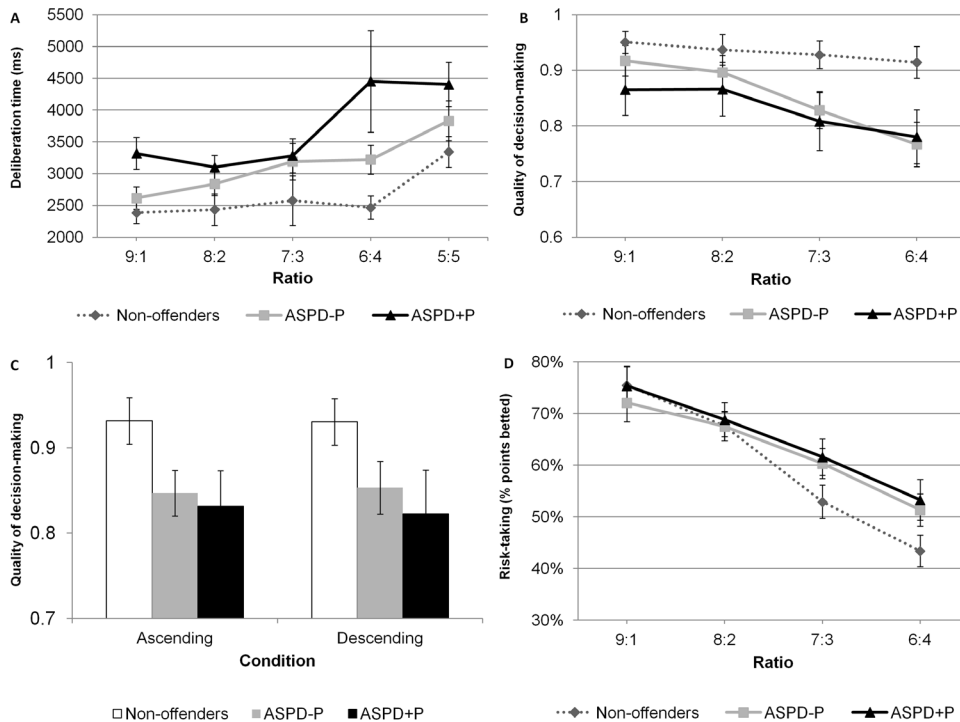 A
Deliberation time (ms)
5500
5000
4500
4000
3500
3000
2500
2000
9:1 8:2 7:3 6:4 5:5
Ratio
Non-offenders ASPD-P ASPD+P
B
Quality of decision-making
1
0.9
0.8
0.7
0.6
9:1 8:2 7:3 6:4
Ratio
Non-offenders ASPD-P ASPD+P
C
Quality of decision-making
1
0.9
0.8
0.7
Ascending Descending
Condition
Non-offenders ASPD-P ASPD+P
D
Risk-taking (% points betted)
80%
70%
60%
50%
40%
30%
9:1 8:2 7:3 6:4
Ratio
Non-offenders ASPD-P ASPD+P